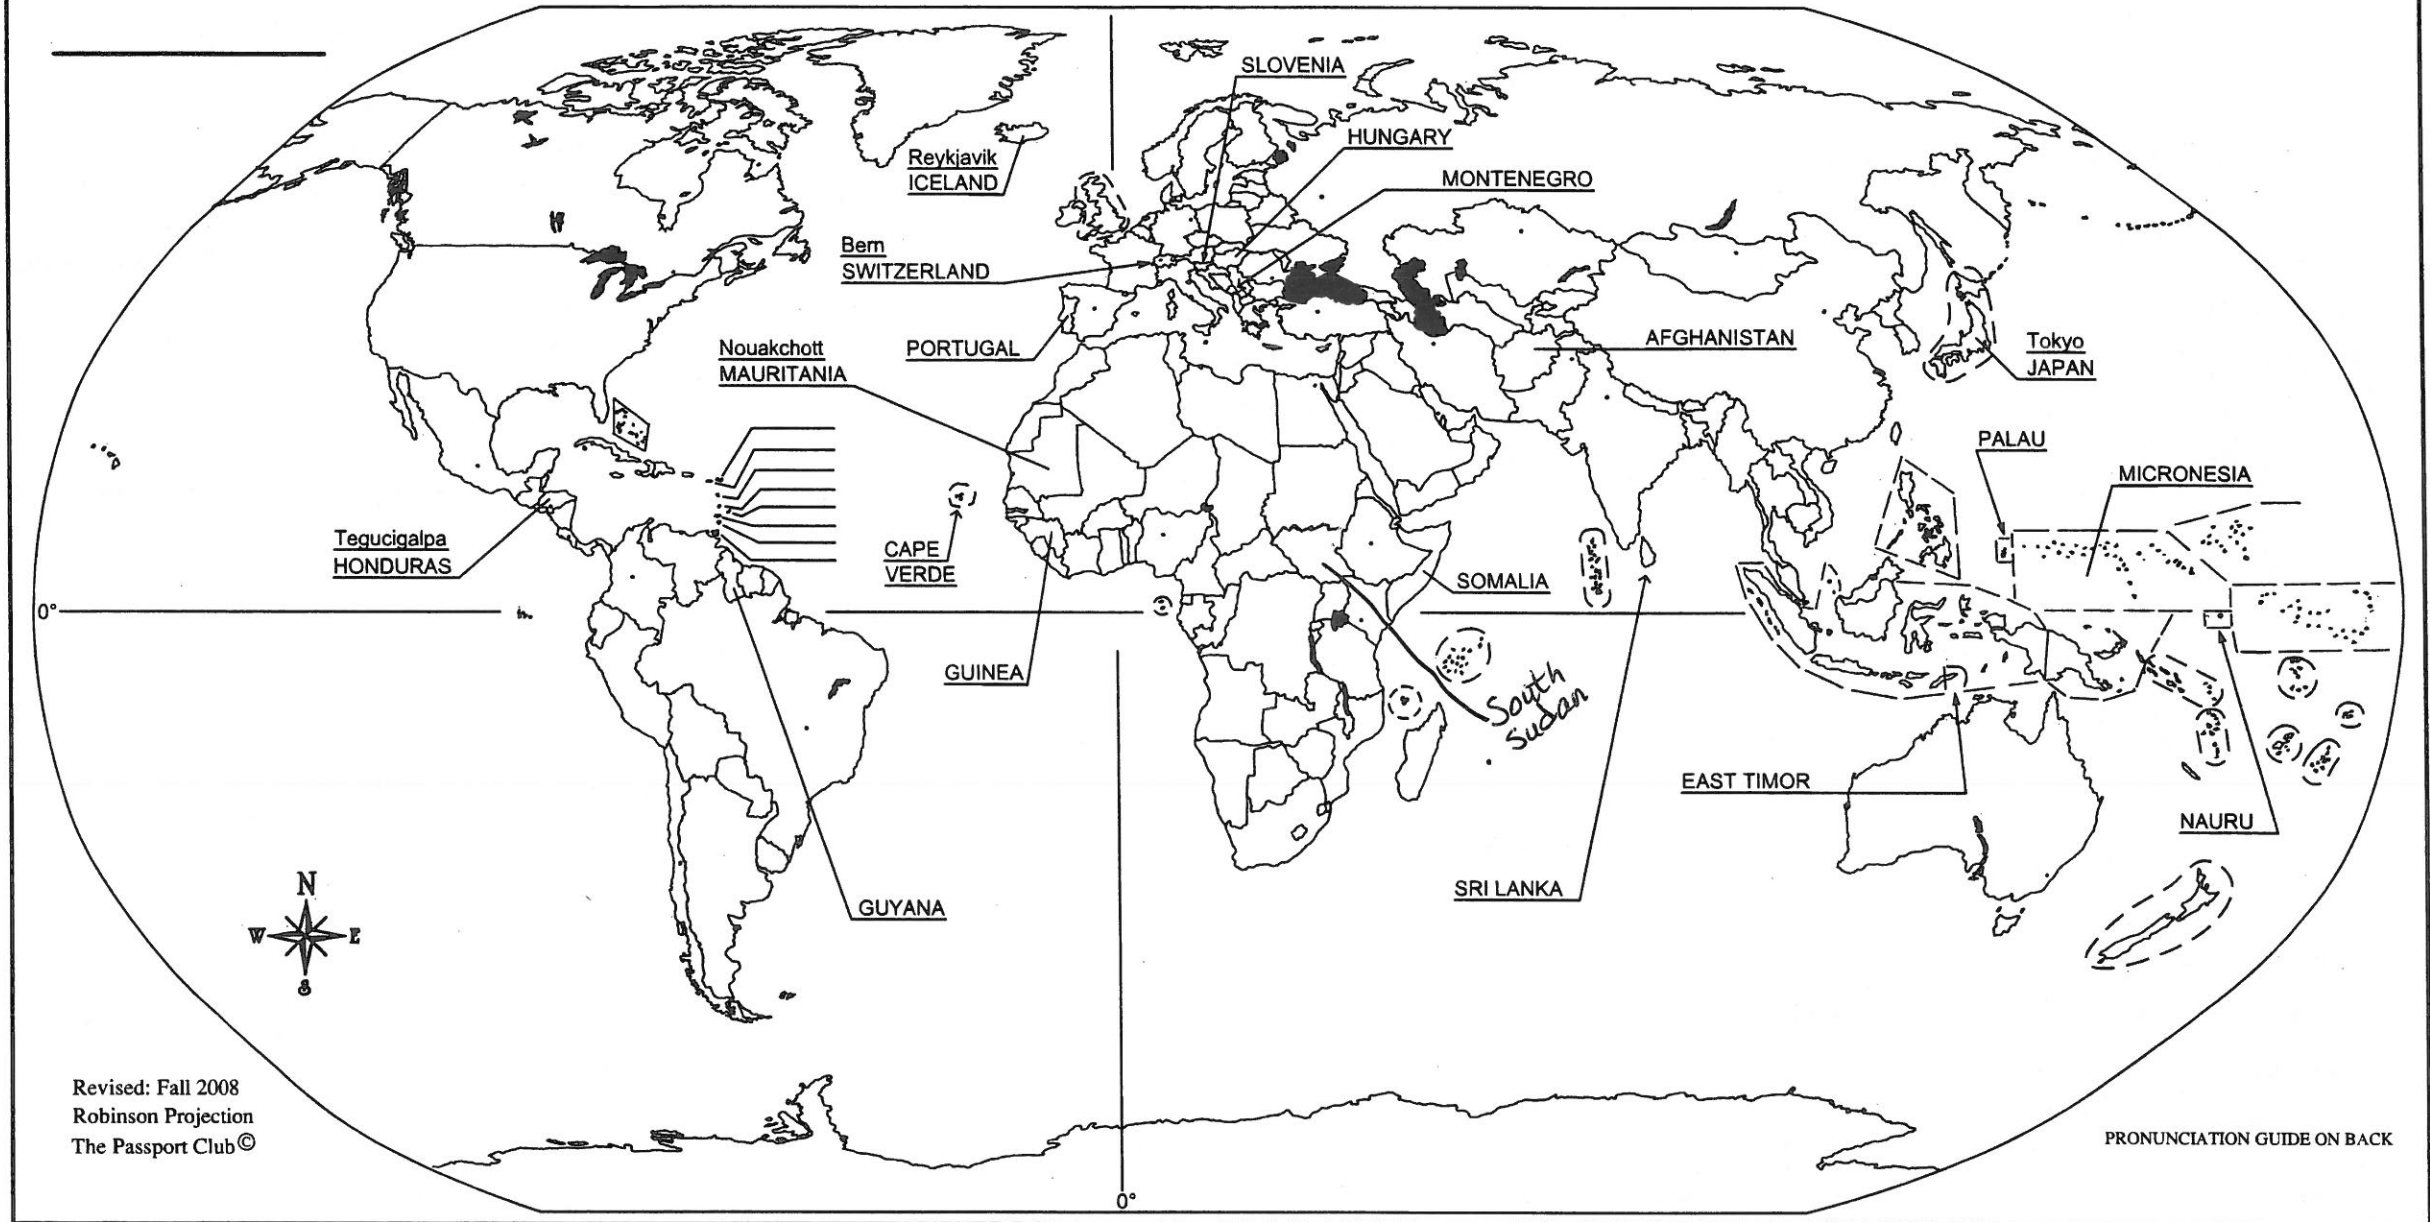 SLOVENIA
HUNGARY
Reykjavik
ICELAND
MONTENEGRO
Bern
SWITZERLAND
PORTUGAL
AFGHANISTAN
Tokyo
JAPAN
Nouakchott
MAURITANIA
PALAU
MICRONESIA
Tegucigalpa
HONDURAS
CAPE
VERDE
SOMALIA
0°
GUINEA
South
Sudan
EAST TIMOR
NAURU
SRI LANKA
GUYANA
N
W E
S
Revised: Fall 2008
Robinson Projection
The Passport Club©
PRONUNCIATION GUIDE ON BACK
0°